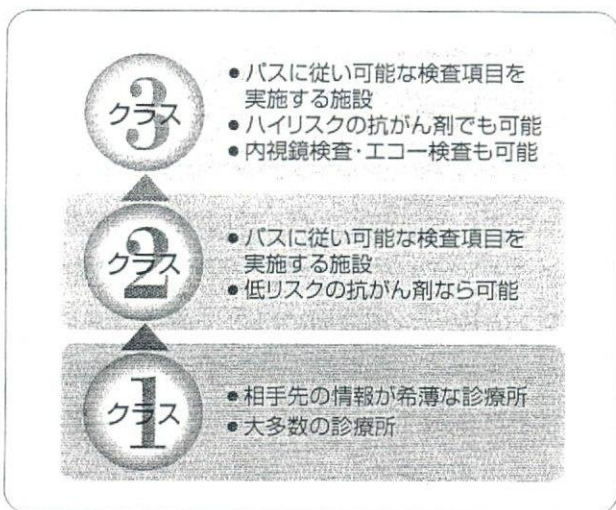 クラス3
● パスに従い可能な検査項目を
実施する施設
● ハイリスクの抗がん剤でも可能
● 内視鏡検査・エコー検査も可能
クラス2
● パスに従い可能な検査項目を
実施する施設
● 低リスクの抗がん剤なら可能
クラス1
● 相手先の情報が希薄な診療所
● 大多数の診療所